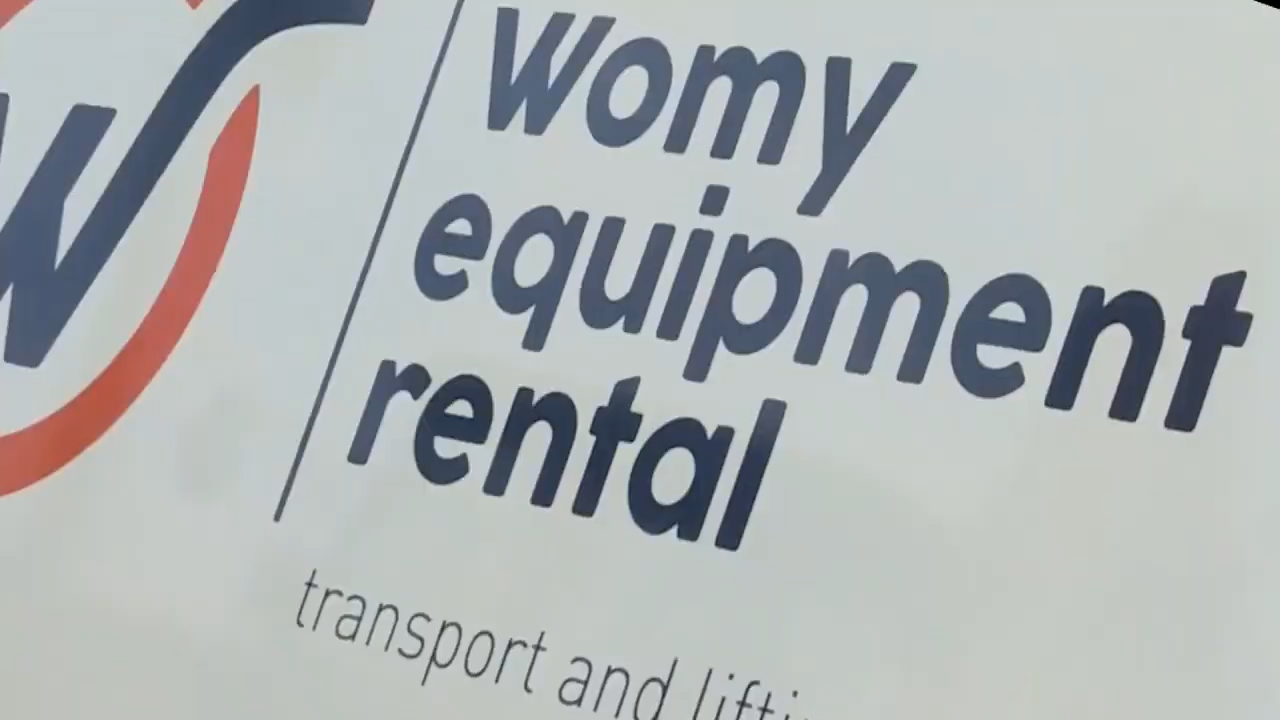 womy
equipment
rental
transport and